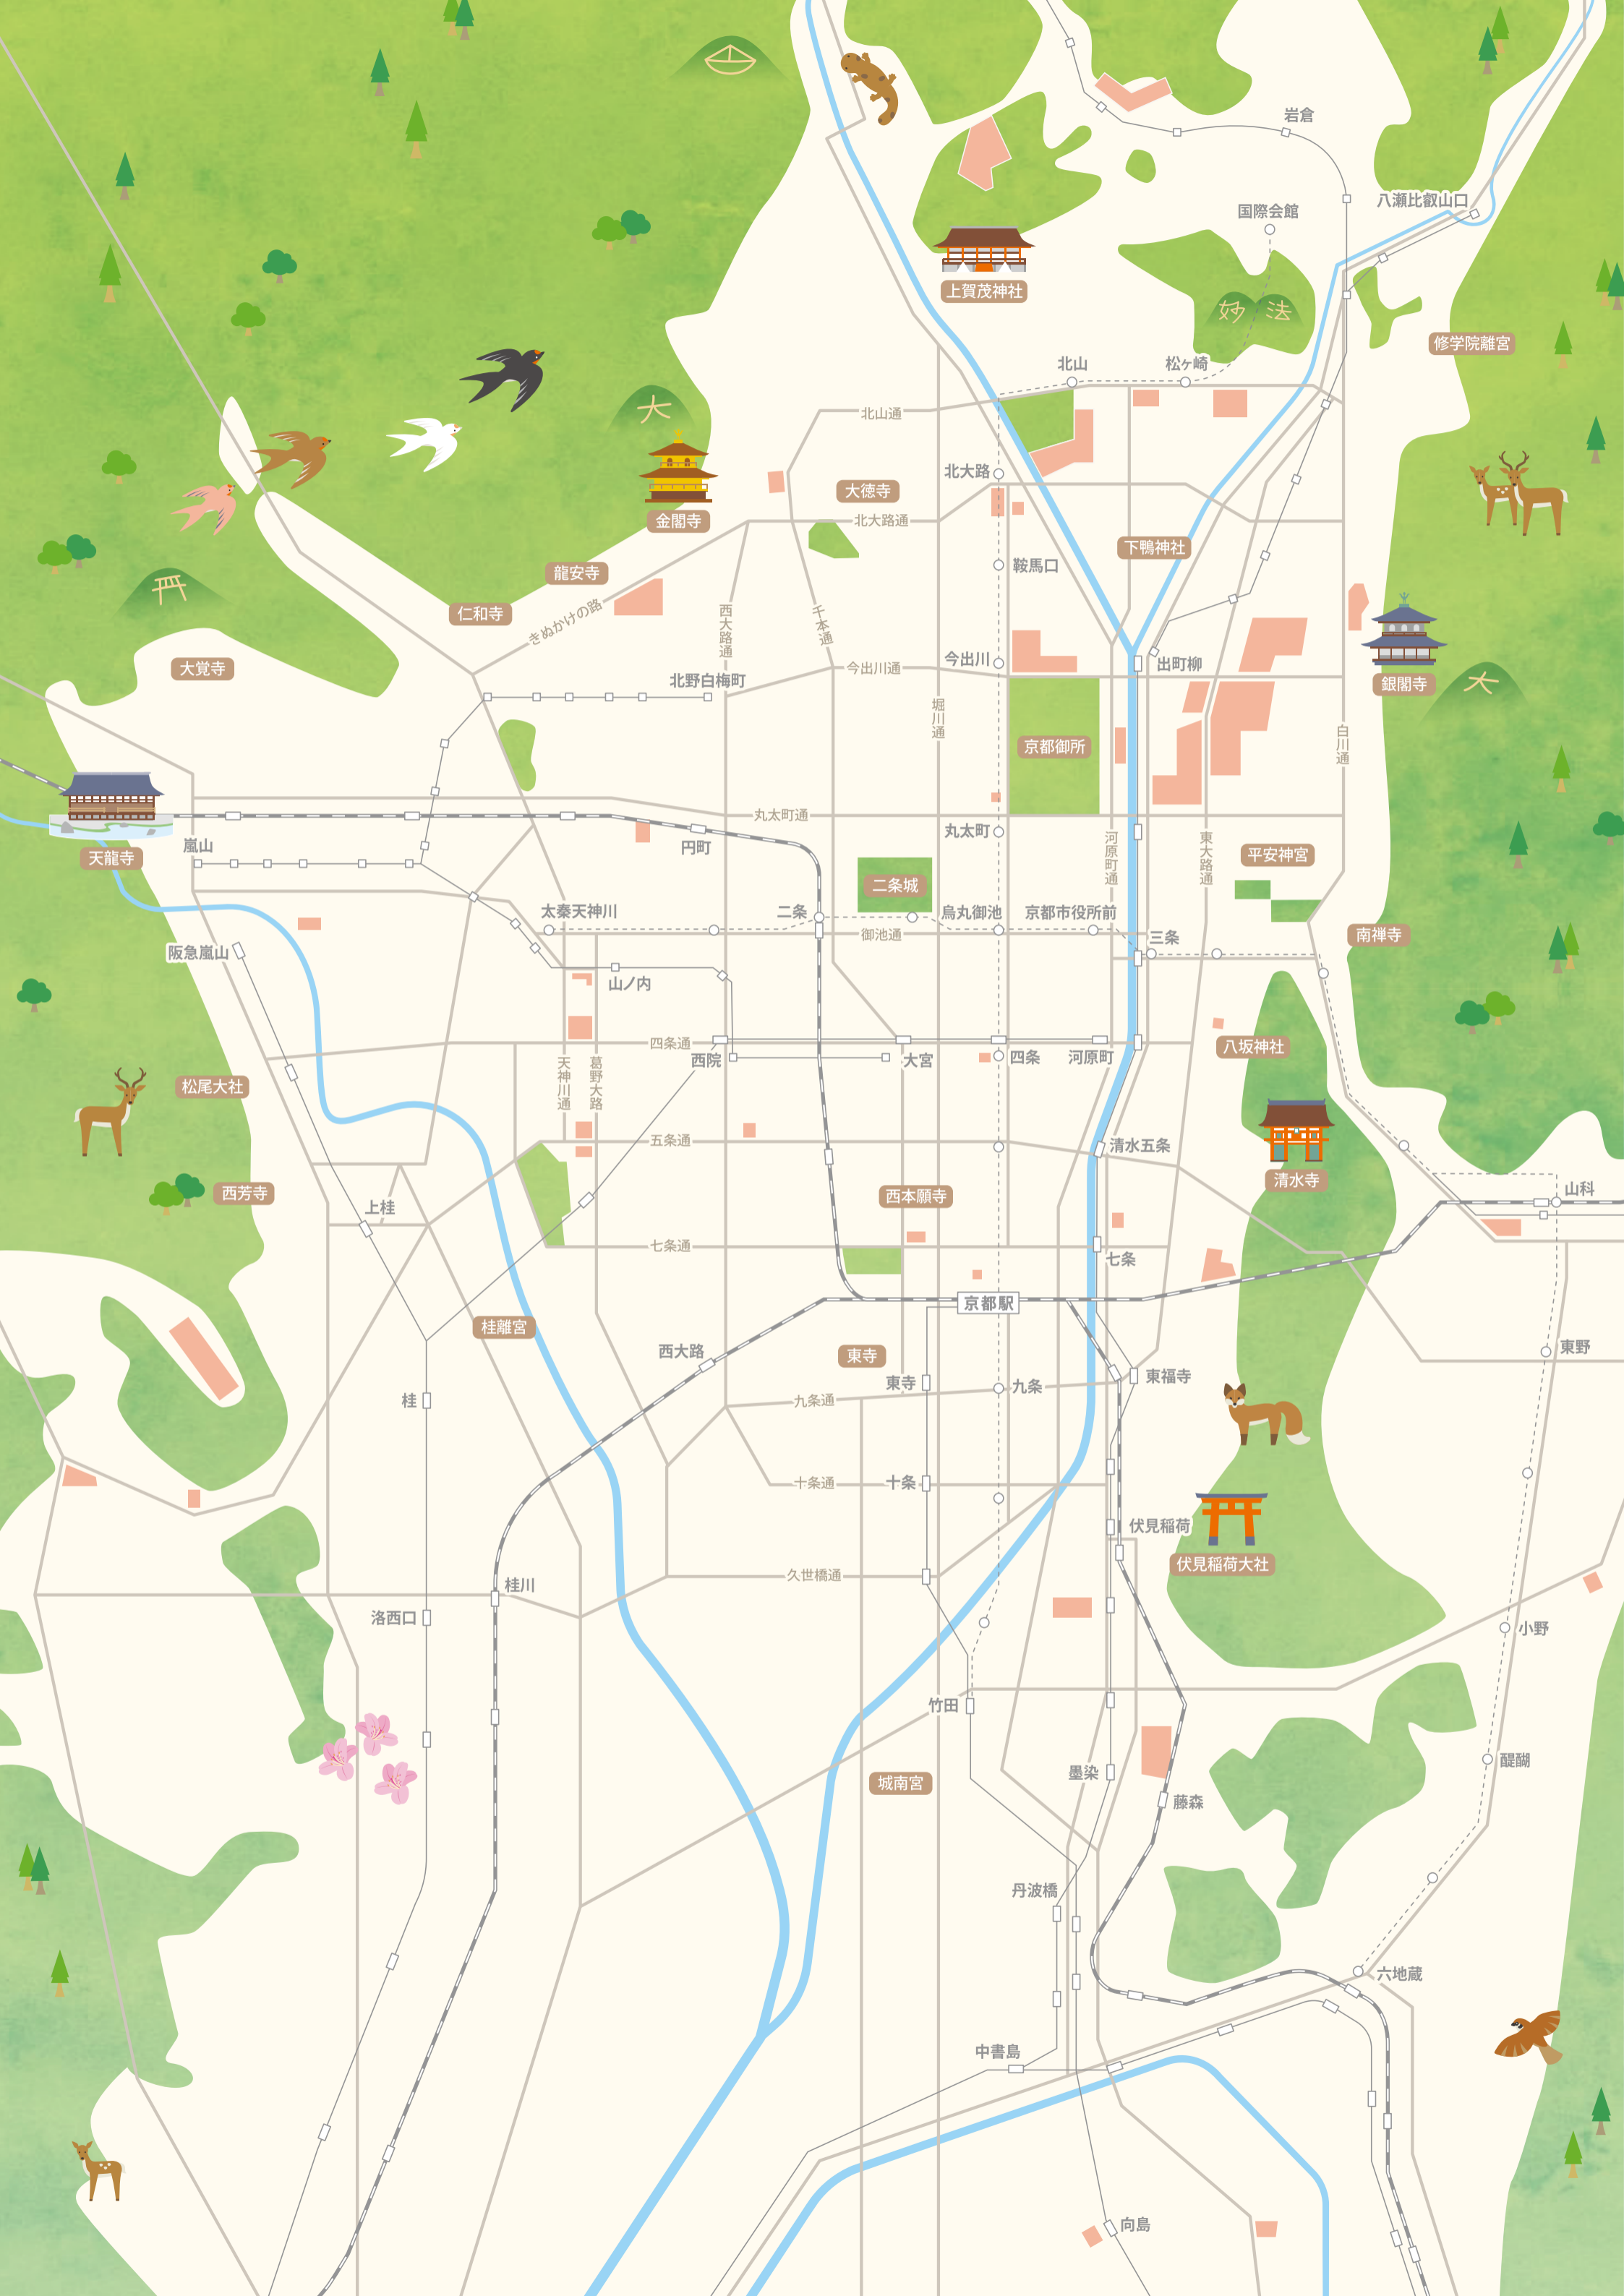 岩倉
八瀬比叡山口
国際会館
上賀茂神社
妙 法
修学院離宮
北山
松ヶ崎
大
北山通
北大路
大徳寺
金閣寺
北大路通
下鴨神社
鞍馬口
龍安寺
仁和寺
きぬかけの路
西大路通
千本通
大覚寺
北野白梅町
今出川通
今出川
出町柳
銀閣寺
大
堀川通
京都御所
白川通
丸太町通
丸太町
嵐山
天龍寺
円町
河原町通
東大路通
平安神宮
二条城
太秦天神川
二条
烏丸御池
京都市役所前
御池通
三条
南禅寺
阪急嵐山
山ノ内
四条通
西院
大宮
四条
河原町
八坂神社
天神川通
葛野大路
松尾大社
五条通
清水五条
清水寺
西芳寺
西本願寺
山科
上桂
七条通
七条
京都駅
桂離宮
西大路
東寺
東野
東寺
九条
東福寺
桂
九条通
十条通
十条
伏見稲荷
伏見稲荷大社
久世橋通
桂川
洛西口
小野
竹田
醍醐
墨染
城南宮
藤森
丹波橋
六地蔵
中書島
向島